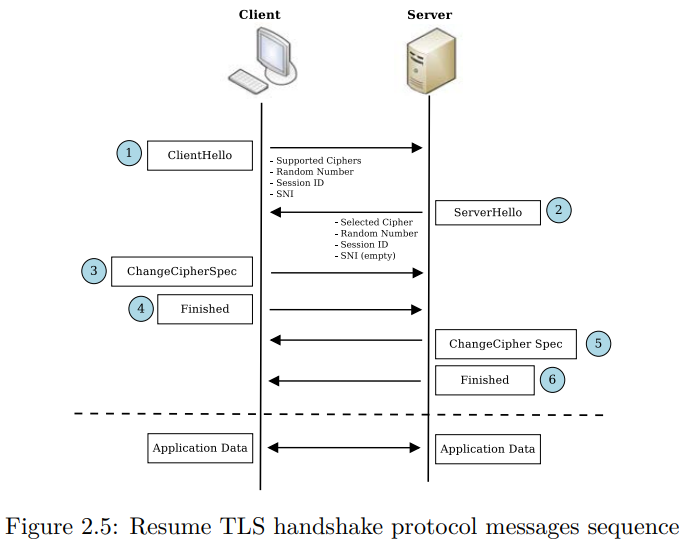 Client
Server
1
ClientHello
- Supported Ciphers
- Random Number
- Session ID
- SNI
ServerHello
2
- Selected Cipher
- Random Number
- Session ID
- SNI (empty)
3
ChangeCipherSpec
4
Finished
ChangeCipher Spec
5
Finished
6
Application Data
Application Data
Figure 2.5: Resume TLS handshake protocol messages sequence